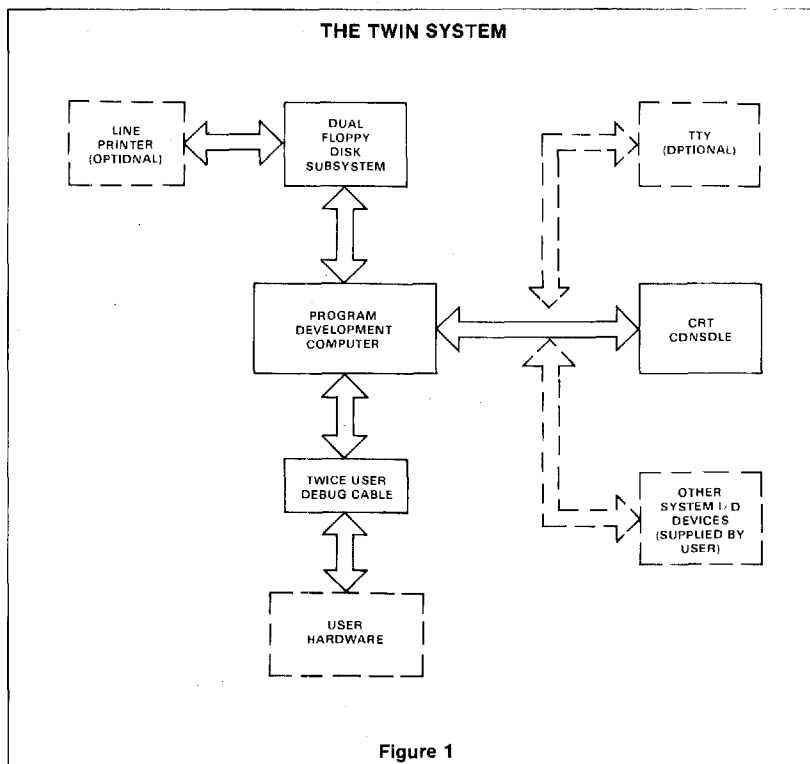 THE TWIN SYSTEM
LINE
PRINTER
(OPTIONAL)
DUAL
FLOPPY
DISK
SUBSYSTEM
TTY
(OPTIONAL)
PROGRAM
DEVELOPMENT
COMPUTER
CRT
CONSOLE
TWICE USER
DEBUG CABLE
OTHER
SYSTEM I/O
DEVICES
(SUPPLIED BY
USER)
USER
HARDWARE
Figure 1